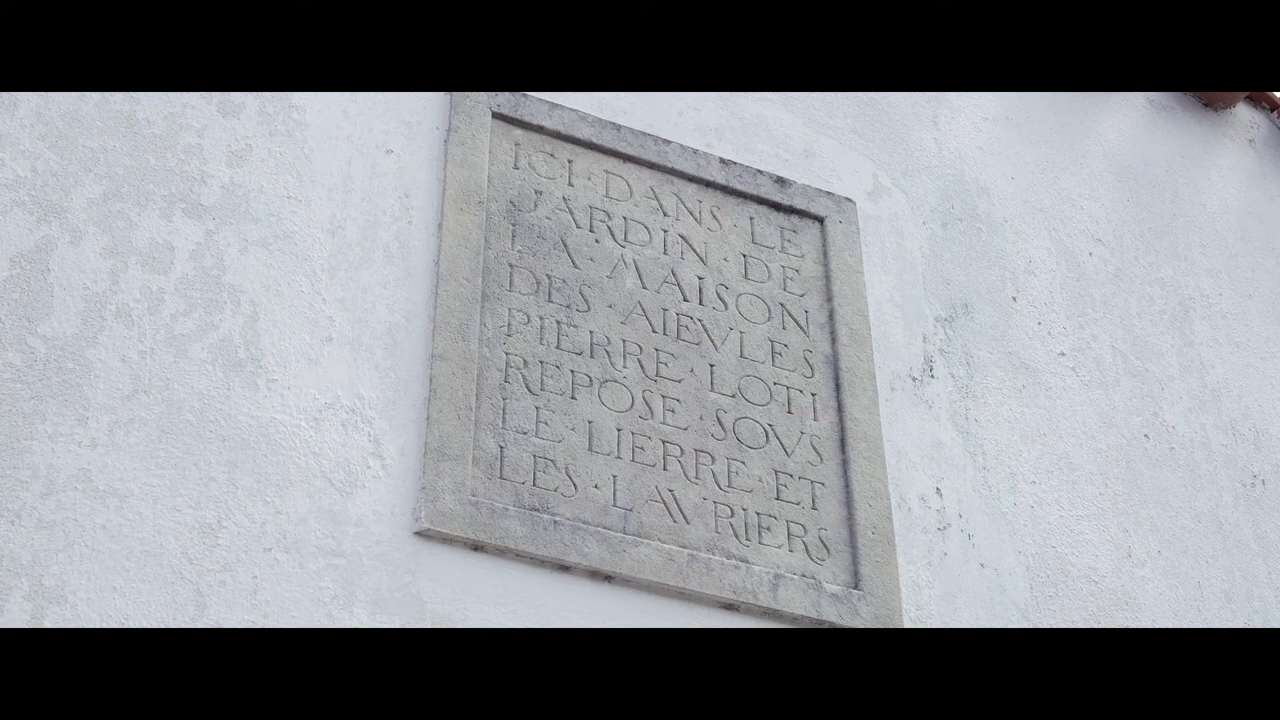 ICI · DANS · LE
JARDIN · DE
LA · MAISON
DES · AIEVLES
PIERRE · LOTI
REPOSE · SOVS
LE · LIERRE · ET
LES · LAVRIERS